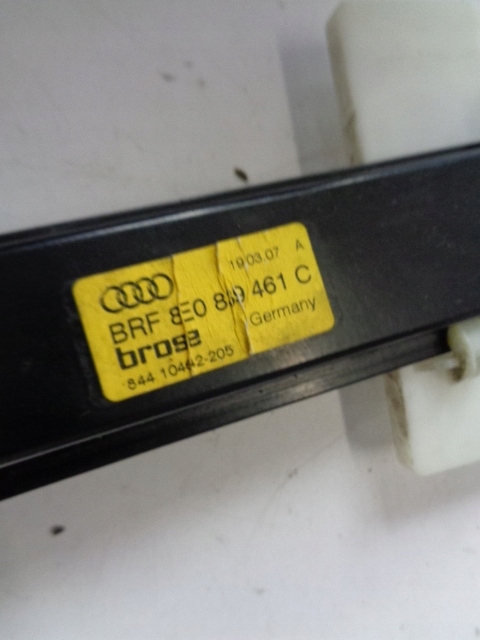 19.03.07 A
BRF 8E0 839 461 C
brose Germany
844 10442-205